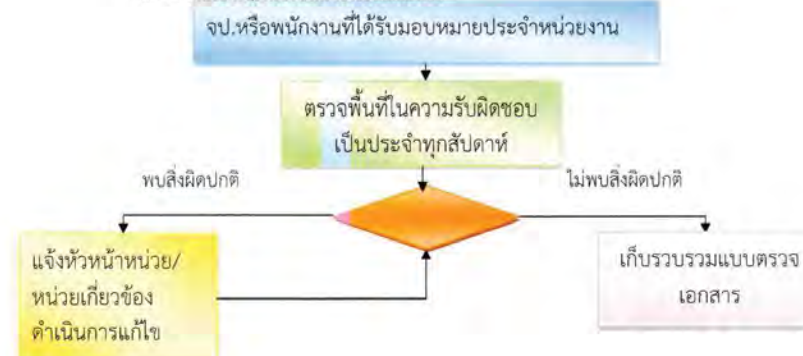 จป.หรือพนักงานที่ได้รับมอบหมายประจำหน่วยงาน
ตรวจพื้นที่ในความรับผิดชอบ
เป็นประจำทุกสัปดาห์
พบสิ่งผิดปกติ
ไม่พบสิ่งผิดปกติ
แจ้งหัวหน้าหน่วย/
หน่วยเกี่ยวข้อง
ดำเนินการแก้ไข
เก็บรวบรวมแบบตรวจ
เอกสาร